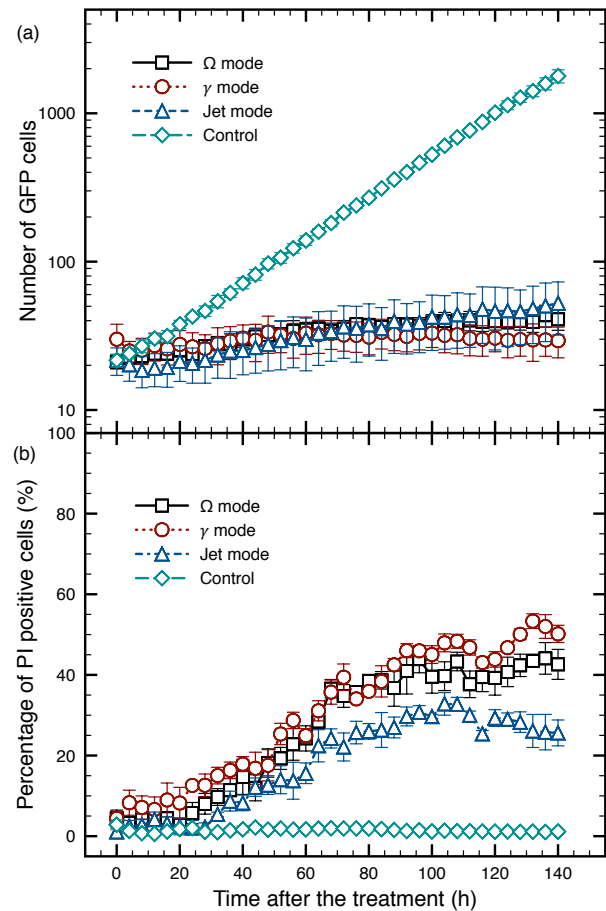 (a)
Ω mode
γ mode
Jet mode
Control
Number of GFP cells
1000
100
10
100
(b)
Ω mode
γ mode
Jet mode
Control
Percentage of PI positive cells (%)
80
60
40
20
0
0 20 40 60 80 100 120 140
Time after the treatment (h)